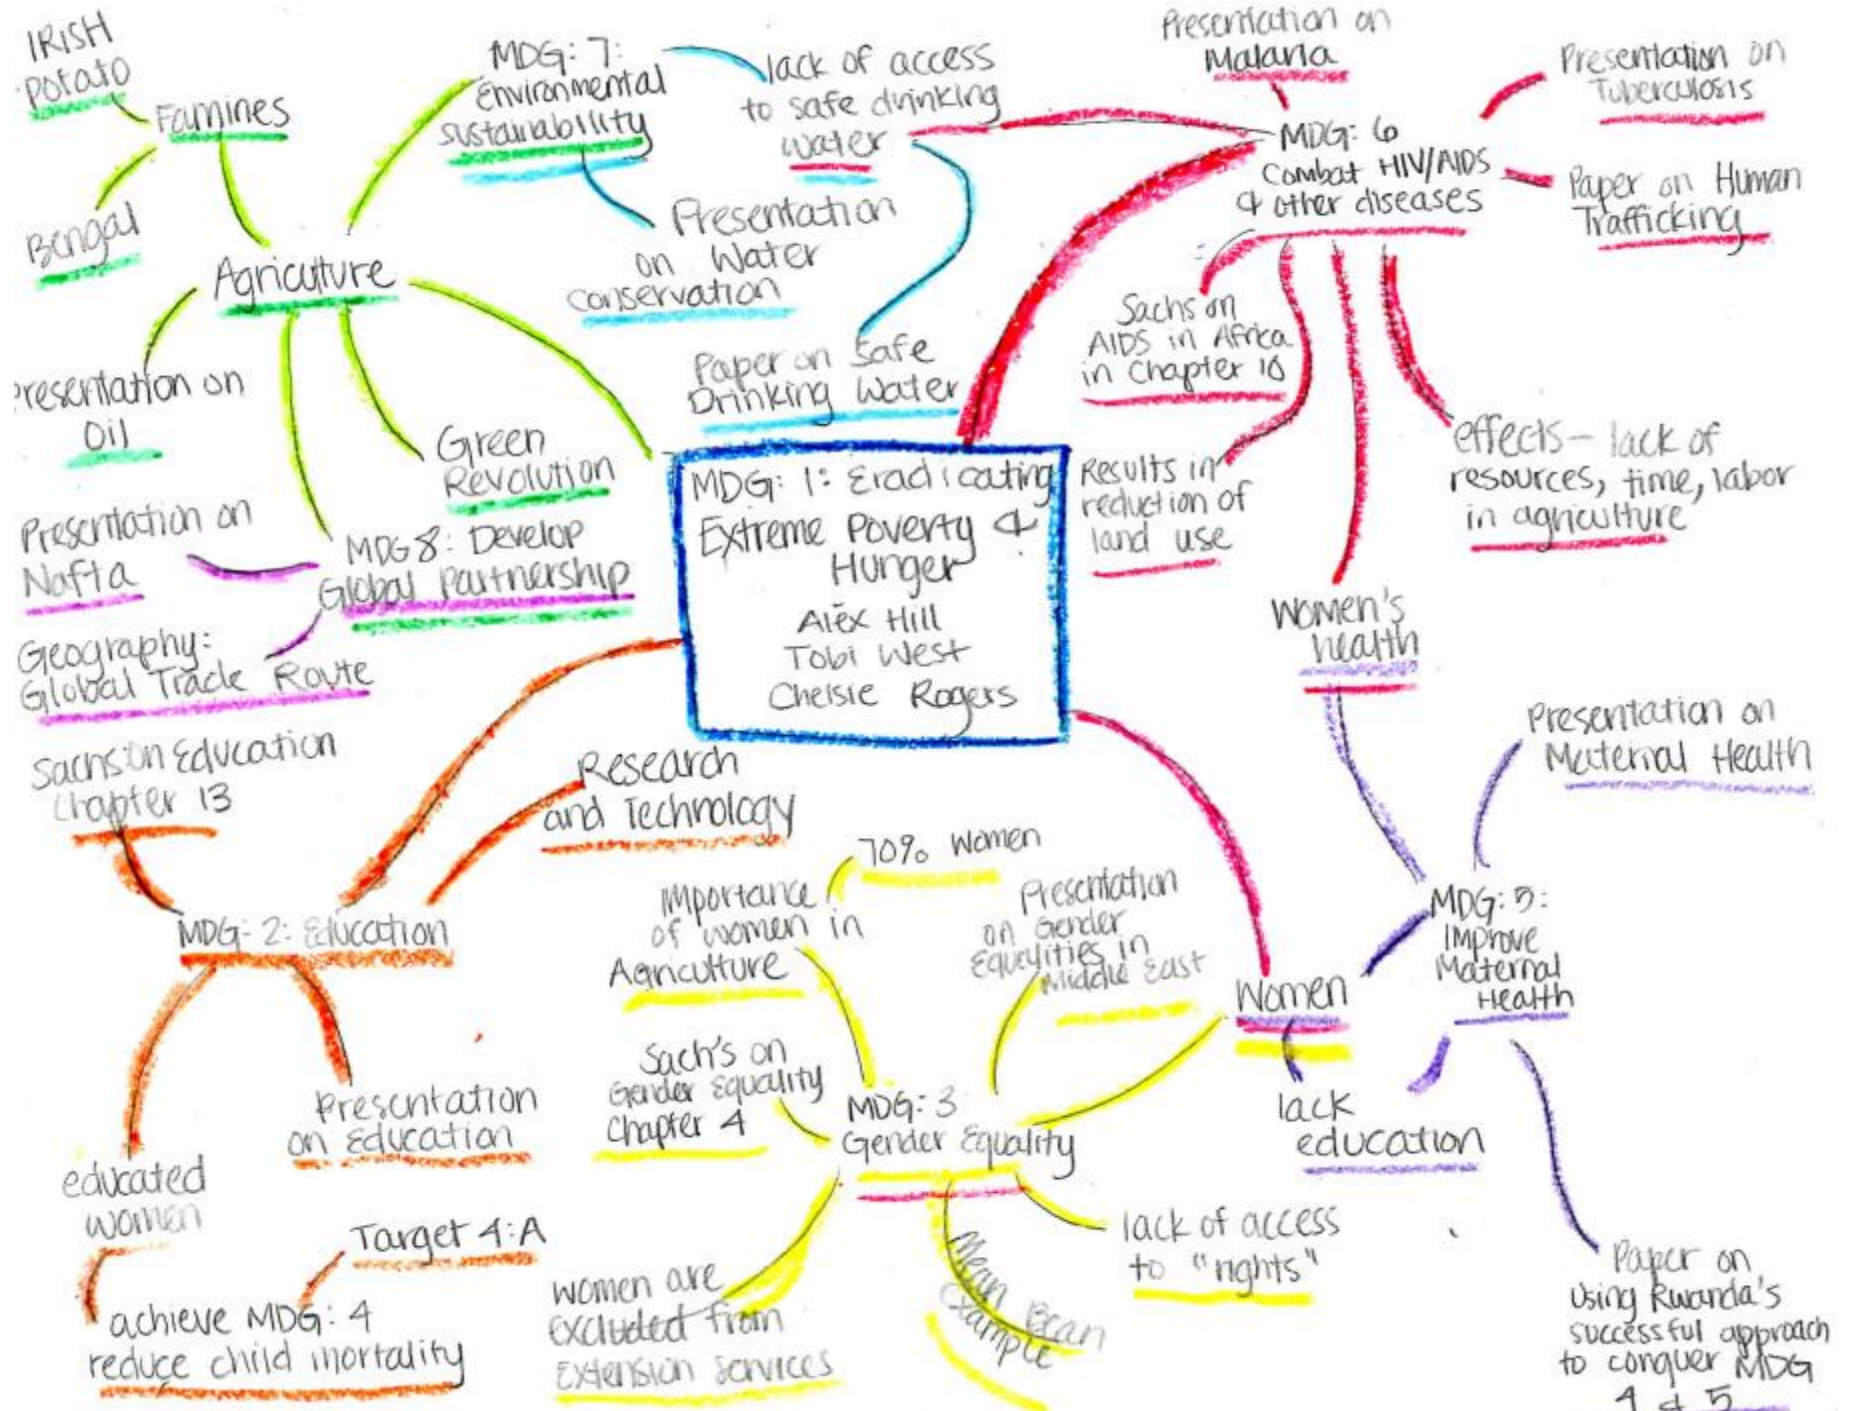 IRISH
Potato
Famines
Bengal
Agriculture
Presentation on
Oil
Green
Revolution
MDG: 7:
Environmental
sustainability
lack of access
to safe drinking
water
Presentation
on Water
conservation
Paper on Safe
Drinking Water
Presentation on
Malaria
Presentation on
Tuberculosis
MDG: 6
Combat HIV/AIDS
& other diseases
Paper on Human
Trafficking
Sachs on
AIDS in Africa
in Chapter 10
Results in
reduction of
land use
effects - lack of
resources, time, labor
in agriculture
Women's
health
MDG: 1: Eradicating
Extreme Poverty &
Hunger
Alex Hill
Tobi West
Chelsie Rogers
Presentation on
Nafta
MDG 8: Develop
Global Partnership
Geography:
Global Trade Route
Sachs on Education
Chapter 13
Research
and Technology
MDG: 2: Education
Presentation
on Education
educated
women
Target 4:A
achieve MDG: 4
reduce child mortality
70% Women
Importance
of women in
Agriculture
Presentation
on Gender
Equalities in
Middle East
Sach's on
Gender Equality
Chapter 4
MDG: 3
Gender Equality
Women are
excluded from
Extension Services
Mean Bean
Example
lack of access
to "rights"
Women
lack
education
Presentation on
Maternal Health
MDG: 5:
Improve
Maternal
Health
Paper on
Using Rwanda's
successful approach
to conquer MDG
4 & 5